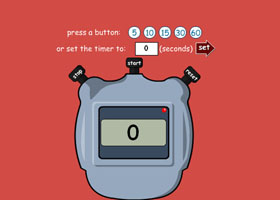 press a button: 5 10 15 30 60
or set the timer to: 0 (seconds) set
start
stop
reset
0